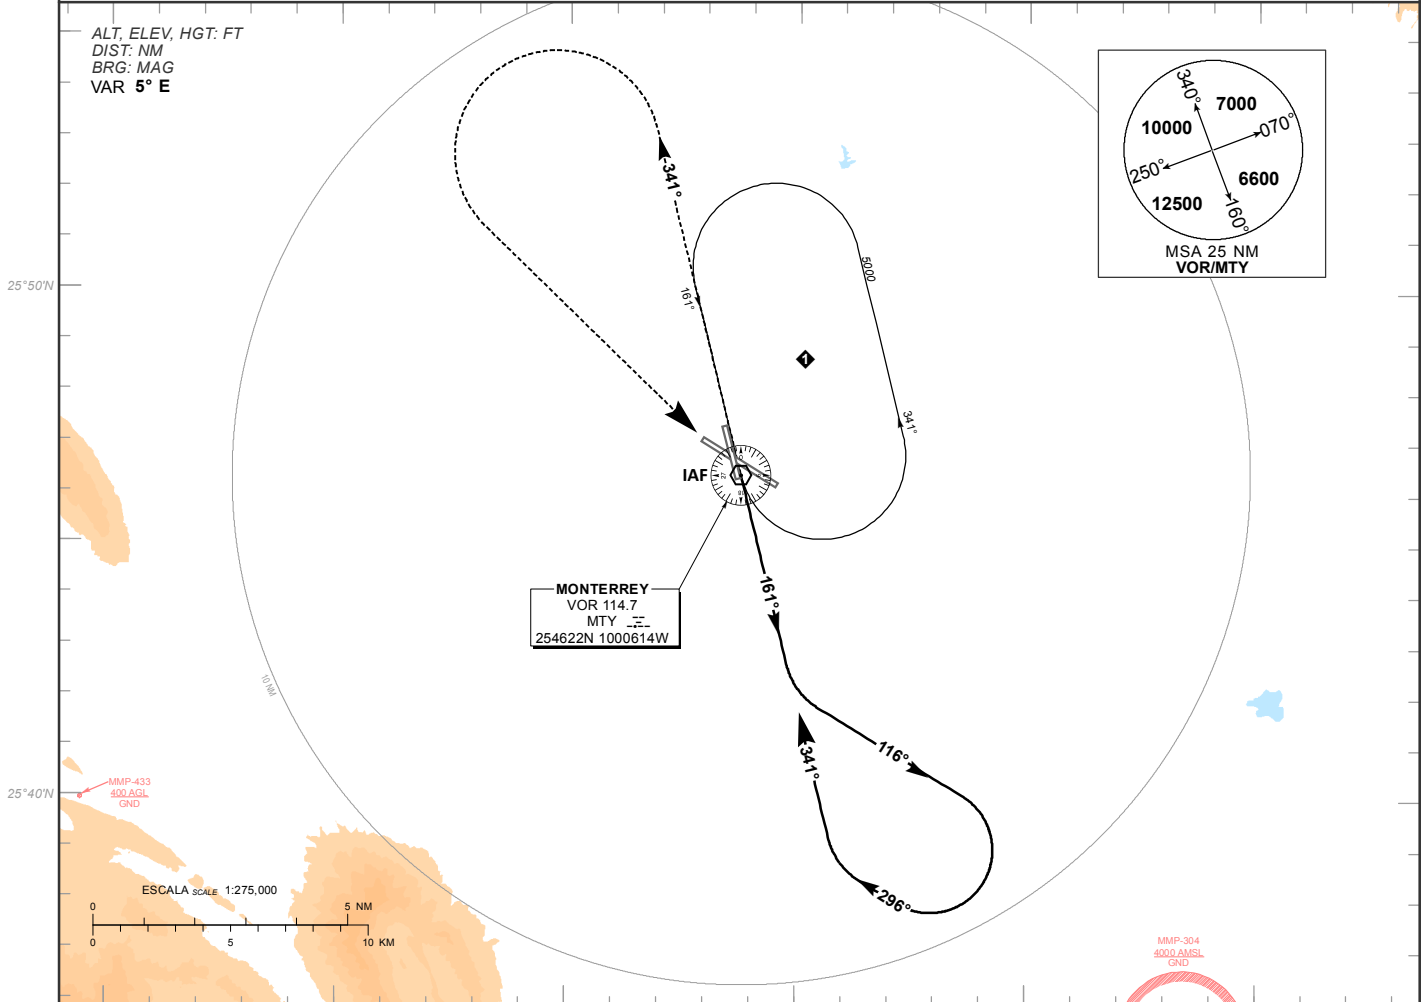 ALT, ELEV, HGT: FT
DIST: NM
BRG: MAG
VAR 5° E
340°
7000
10000
070°
250°
6600
12500
160°
MSA 25 NM
VOR/MTY
341°
5000
25°50'N
161°
1
341°
IAF
27
MONTERREY
VOR 114.7
MTY
254622N 1000614W
161°
10 NM
116°
341°
MMP-433
400 AGL
GND
25°40'N
296°
ESCALA SCALE 1:275,000
0 5 NM
0 5 10 KM
MMP-304
4000 AMSL
GND